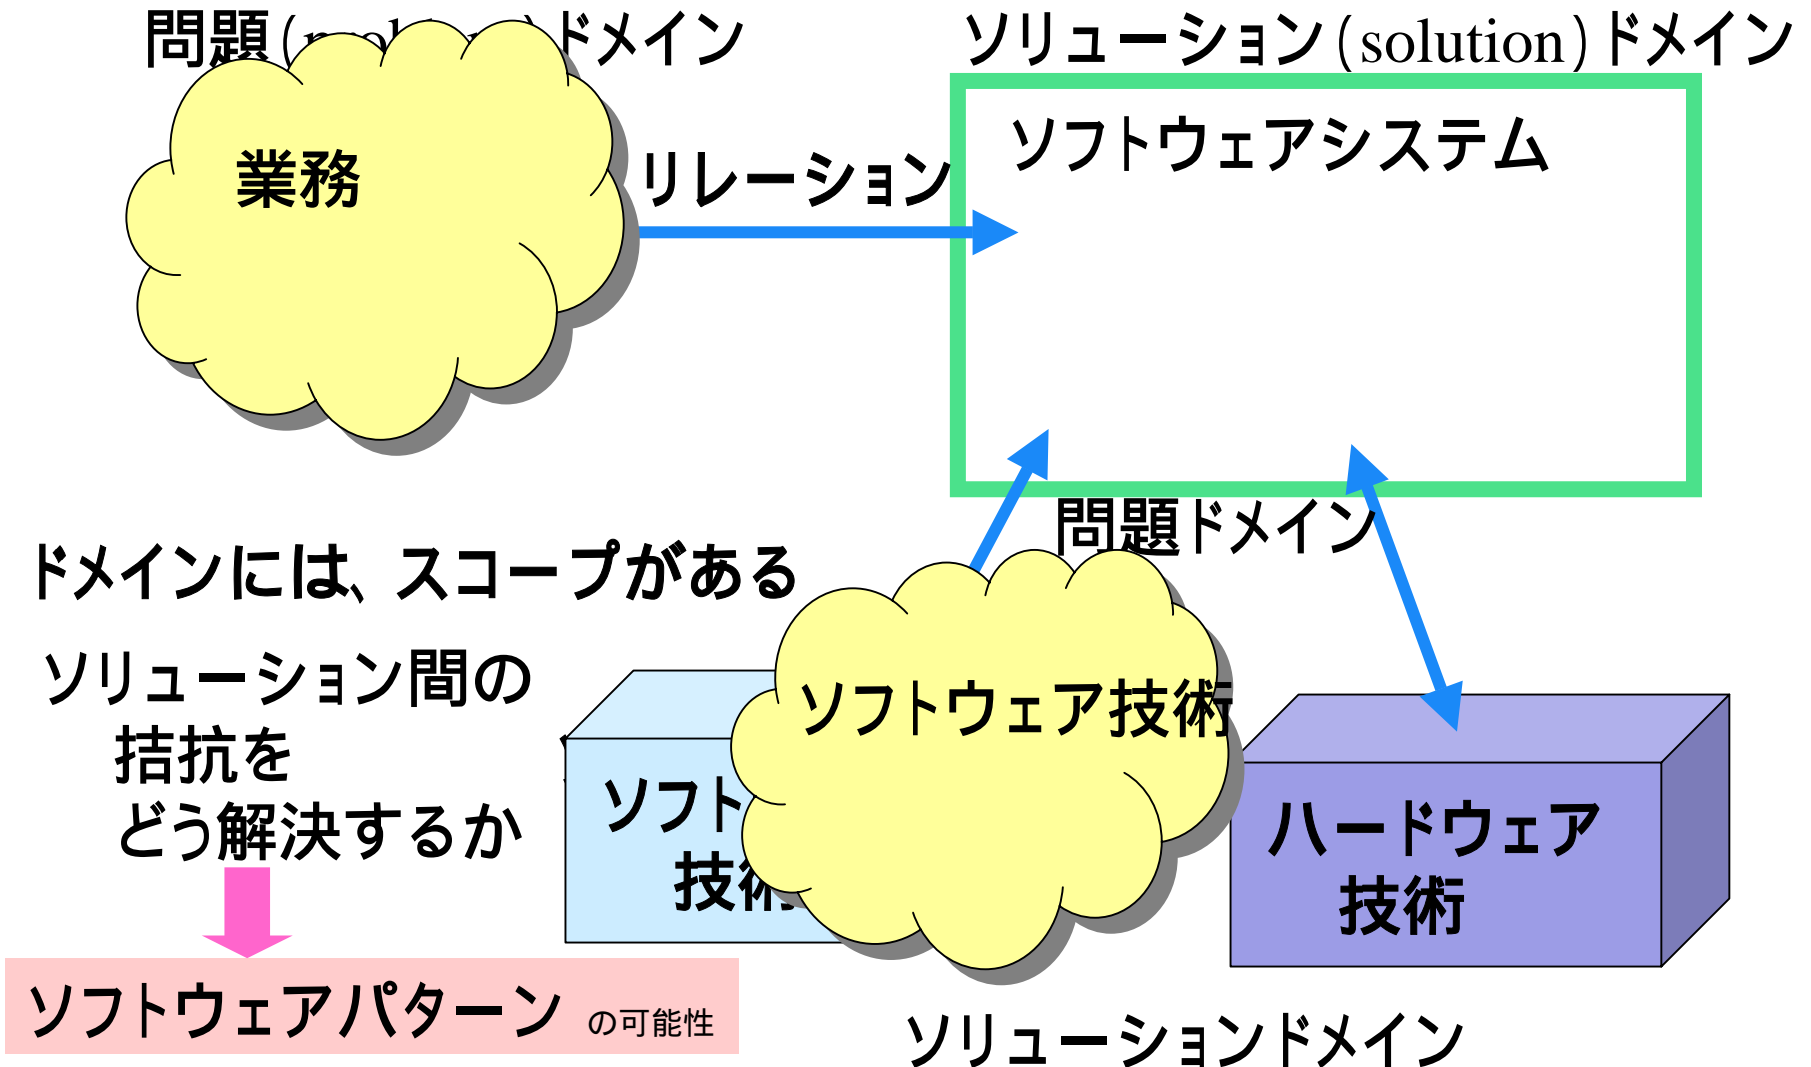 問題(problem)ドメイン
ソリューション(solution)ドメイン
業務
リレーション
ソフトウェアシステム
問題ドメイン
ドメインには、スコープがある
ソリューション間の
拮抗を
どう解決するか
ソフトウェア技術
ソフト
技術
ハードウェア
技術
ソフトウェアパターン の可能性
ソリューションドメイン